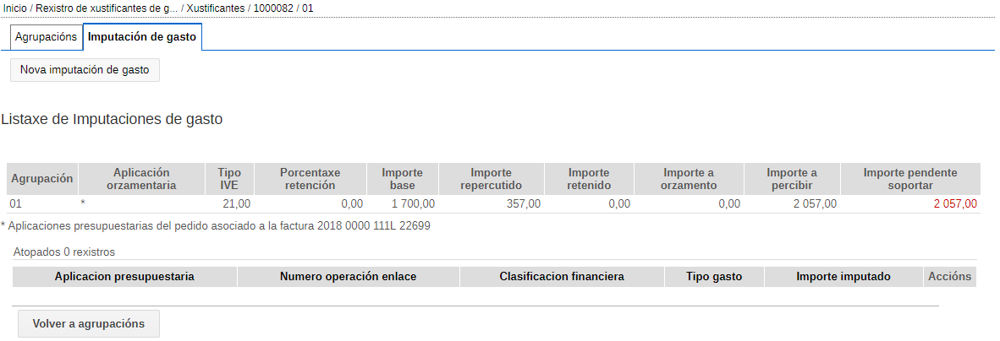 Inicio / Rexistro de xustificantes de g... / Xustificantes / 1000082 / 01
Agrupacións Imputación de gasto
Nova imputación de gasto
Listaxe de Imputaciones de gasto
Agrupación Aplicación orzamentaria Tipo IVE Porcentaxe retención Importe base Importe repercutido Importe retenido Importe a orzamento Importe a percibir Importe pendente soportar
01 * 21,00 0,00 1 700,00 357,00 0,00 0,00 2 057,00 2 057,00
* Aplicaciones presupuestarias del pedido asociado a la factura 2018 0000 111L 22699
Atopados 0 rexistros
Aplicacion presupuestaria Numero operación enlace Clasificacion financiera Tipo gasto Importe imputado Accións
Volver a agrupacións